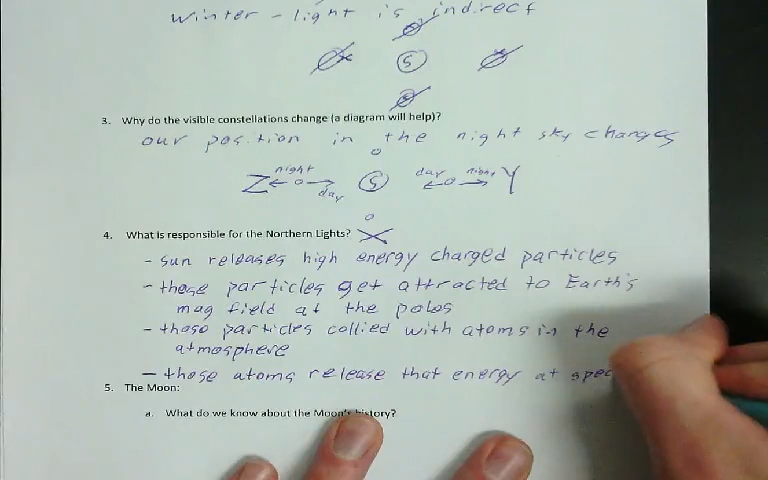 winter - light is indirect
S
3. Why do the visible constellations change (a diagram will help)?
our position in the night sky changes
night day night
Z S Y
day
4. What is responsible for the Northern Lights?
- sun releases high energy charged particles
- those particles get attracted to Earth's
mag field at the poles
- those particles collied with atoms in the
atmosphere
- those atoms release that energy at spec
5. The Moon:
a. What do we know about the Moon's history?